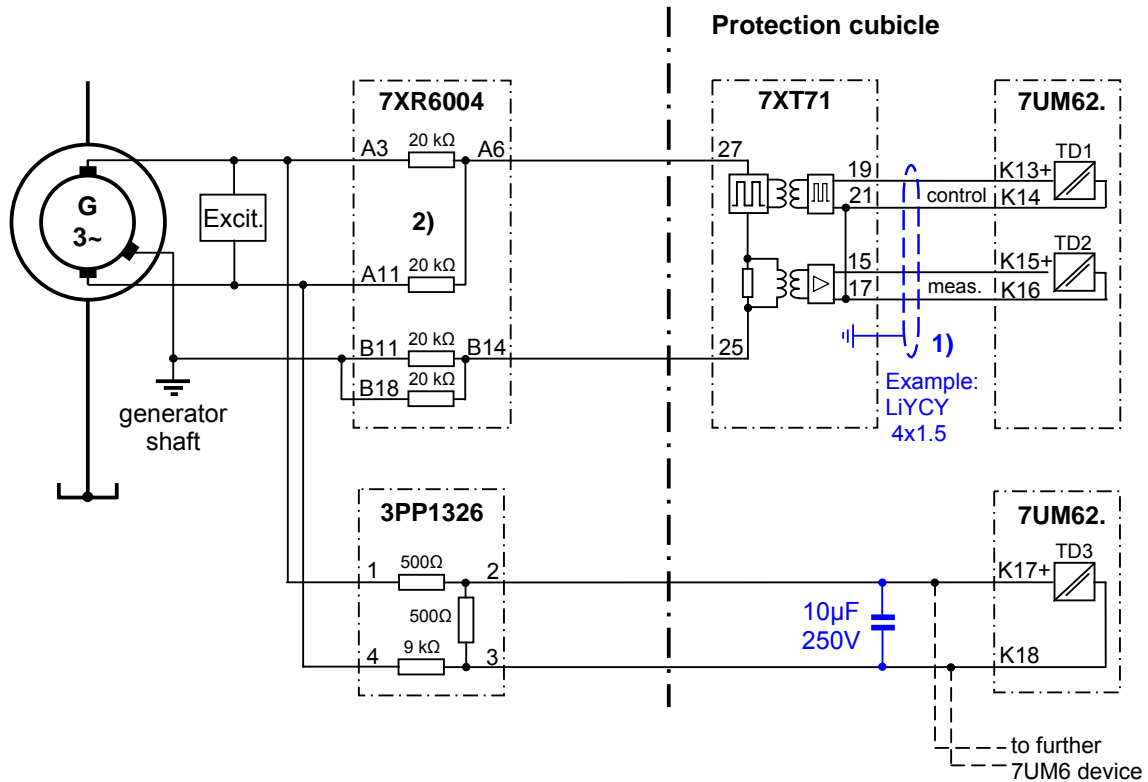 Protection cubicle
7XR6004
7XT71
7UM62.
A3
20 kΩ
A6
27
19
21
control
K13+
TD1
K14
G
3~
Excit.
2)
A11
20 kΩ
15
17
meas.
K15+
TD2
K16
B11
20 kΩ
B14
25
B18
20 kΩ
1)
Example:
LiYCY
4x1.5
generator
shaft
3PP1326
7UM62.
1
500Ω
2
500Ω
4
9 kΩ
3
10µF
250V
K17+
TD3
K18
to further
7UM6 device